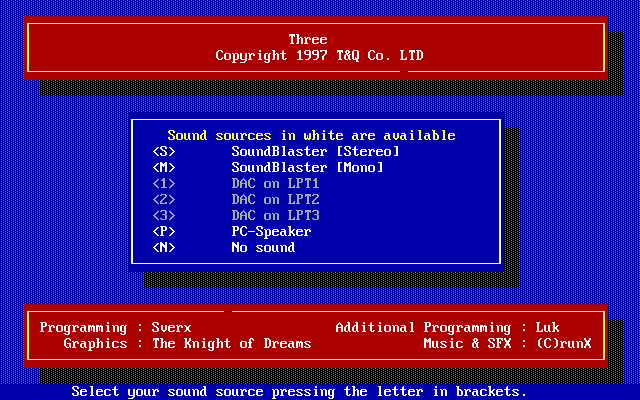 Three
Copyright 1997 T&Q Co. LTD
Sound sources in white are available
<S> SoundBlaster [Stereo]
<M> SoundBlaster [Mono]
<1> DAC on LPT1
<2> DAC on LPT2
<3> DAC on LPT3
<P> PC-Speaker
<N> No sound
Programming : Sverx Additional Programming : Luk
Graphics : The Knight of Dreams Music & SFX : (C)runX
Select your sound source pressing the letter in brackets.